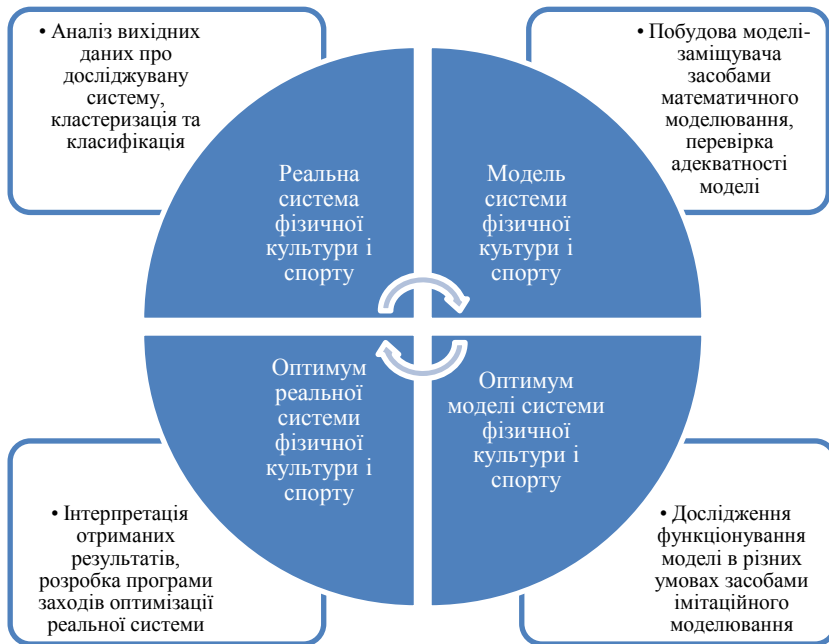 • Аналіз вихідних
даних про
досліджувану
систему,
кластеризація та
класифікація
• Побудова моделі-
заміщувача
засобами
математичного
моделювання,
перевірка
адекватності
моделі
Реальна
система
фізичної
культури і
спорту
Модель
системи
фізичної
куьтури і
спорту
Оптимум
реальної
системи
фізичної
культури і
спорту
Оптимум
моделі системи
фізичної
культури і
спорту
• Інтерпретація
отриманих
результатів,
розробка програми
заходів оптимізації
реальної системи
• Дослідження
функціонування
моделі в різних
умовах засобами
імітаційного
моделювання